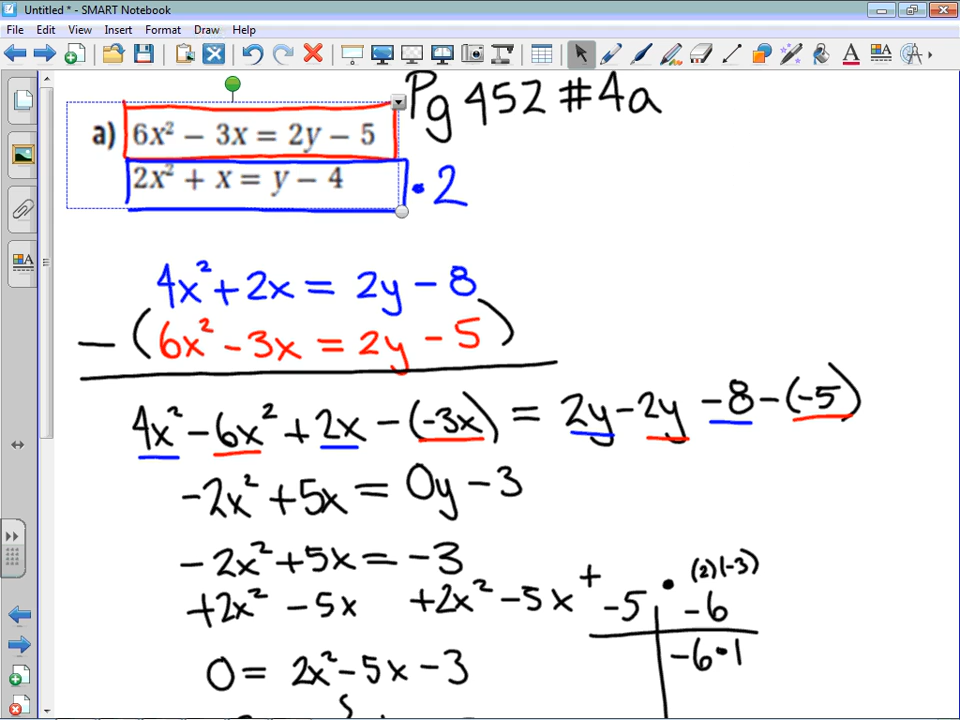 Untitled * - SMART Notebook
File Edit View Insert Format Draw Help
Pg 452 #4a
a) 6x² − 3x = 2y − 5
2x² + x = y − 4 • 2
4x² + 2x = 2y − 8
− (6x² − 3x = 2y − 5)
4x² − 6x² + 2x − (−3x) = 2y − 2y − 8 − (−5)
−2x² + 5x = 0y − 3
−2x² + 5x = −3
+2x² − 5x +2x² − 5x
+ • (2)(−3)
−5 −6
−6 • 1
0 = 2x² − 5x − 3